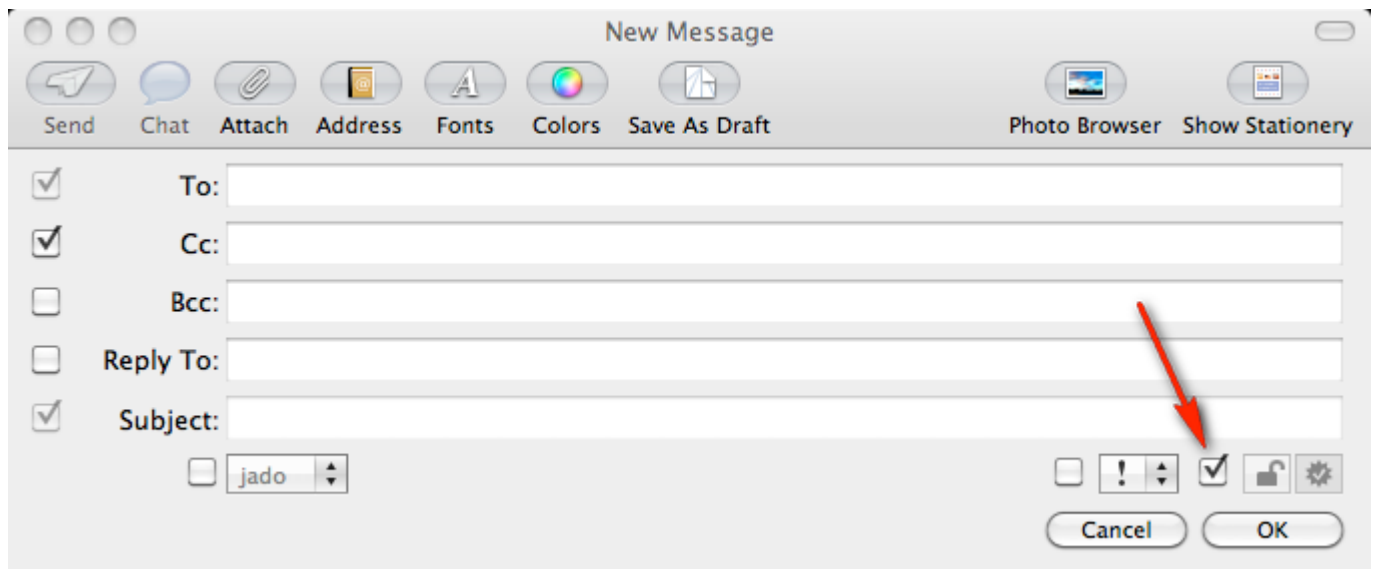 New Message
Send Chat Attach Address Fonts Colors Save As Draft Photo Browser Show Stationery
To:
Cc:
Bcc:
Reply To:
Subject:
jado !
Cancel OK